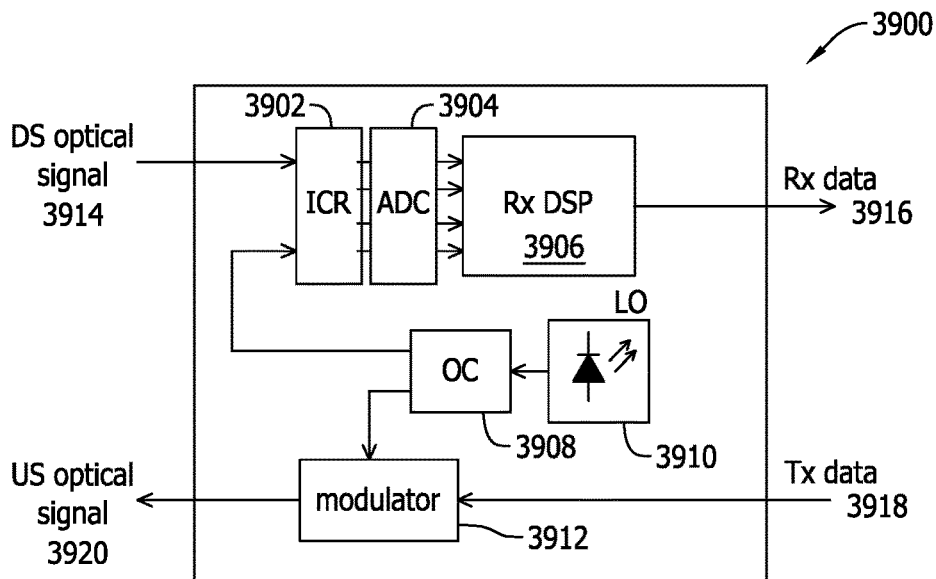 3900
3902
3904
DS optical
signal
3914
ICR
ADC
Rx DSP
3906
Rx data
3916
LO
OC
3908
3910
US optical
signal
3920
modulator
3912
Tx data
3918